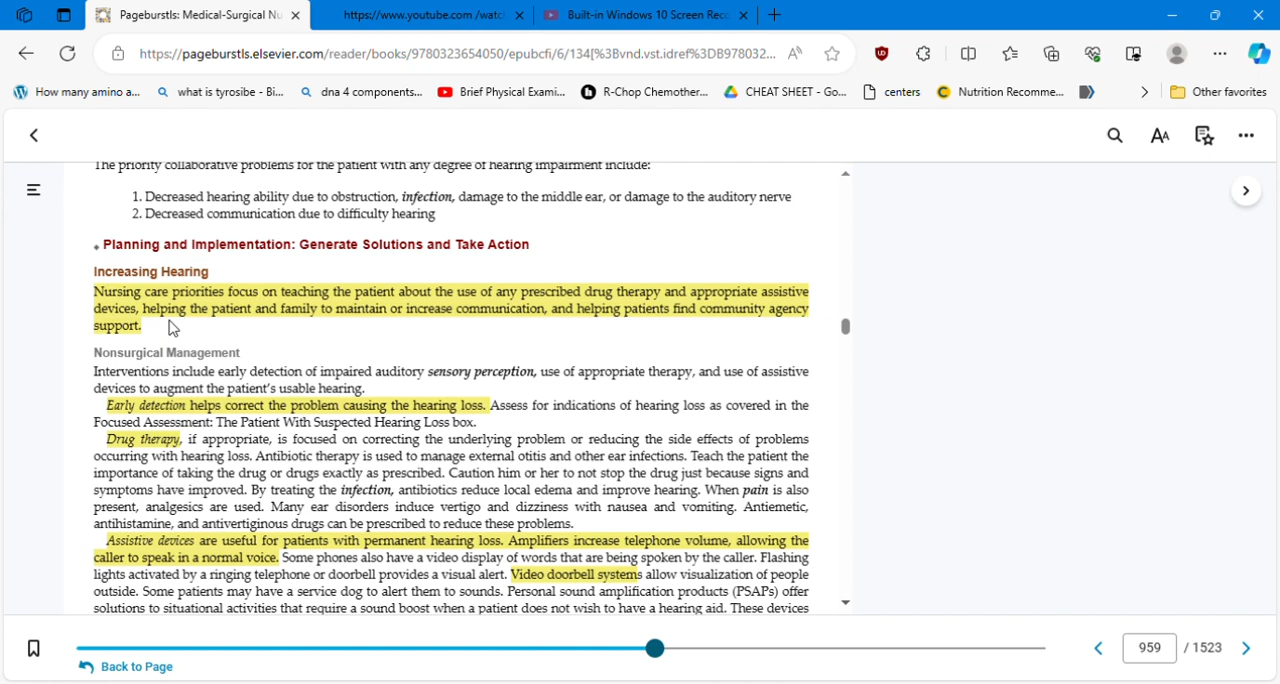 Pageburstls: Medical-Surgical Nu
https://www.youtube.com/watc
Built-in Windows 10 Screen Rec
https://pageburstls.elsevier.com/reader/books/9780323654050/epubcfi/6/134[%3Bvnd.vst.idref%3DB978032...
How many amino a...
what is tyrosibe - Bi...
dna 4 components...
Brief Physical Exami...
R-Chop Chemother...
CHEAT SHEET - Go...
centers
Nutrition Recomme...
Other favorites
The priority collaborative problems for the patient with any degree of hearing impairment include:
1. Decreased hearing ability due to obstruction, infection, damage to the middle ear, or damage to the auditory nerve
2. Decreased communication due to difficulty hearing
Planning and Implementation: Generate Solutions and Take Action
Increasing Hearing
Nursing care priorities focus on teaching the patient about the use of any prescribed drug therapy and appropriate assistive
devices, helping the patient and family to maintain or increase communication, and helping patients find community agency
support.
Nonsurgical Management
Interventions include early detection of impaired auditory sensory perception, use of appropriate therapy, and use of assistive
devices to augment the patient's usable hearing.
Early detection helps correct the problem causing the hearing loss. Assess for indications of hearing loss as covered in the
Focused Assessment: The Patient With Suspected Hearing Loss box.
Drug therapy, if appropriate, is focused on correcting the underlying problem or reducing the side effects of problems
occurring with hearing loss. Antibiotic therapy is used to manage external otitis and other ear infections. Teach the patient the
importance of taking the drug or drugs exactly as prescribed. Caution him or her to not stop the drug just because signs and
symptoms have improved. By treating the infection, antibiotics reduce local edema and improve hearing. When pain is also
present, analgesics are used. Many ear disorders induce vertigo and dizziness with nausea and vomiting. Antiemetic,
antihistamine, and antivertiginous drugs can be prescribed to reduce these problems.
Assistive devices are useful for patients with permanent hearing loss. Amplifiers increase telephone volume, allowing the
caller to speak in a normal voice. Some phones also have a video display of words that are being spoken by the caller. Flashing
lights activated by a ringing telephone or doorbell provides a visual alert. Video doorbell systems allow visualization of people
outside. Some patients may have a service dog to alert them to sounds. Personal sound amplification products (PSAPs) offer
solutions to situational activities that require a sound boost when a patient does not wish to have a hearing aid. These devices
959 / 1523
Back to Page